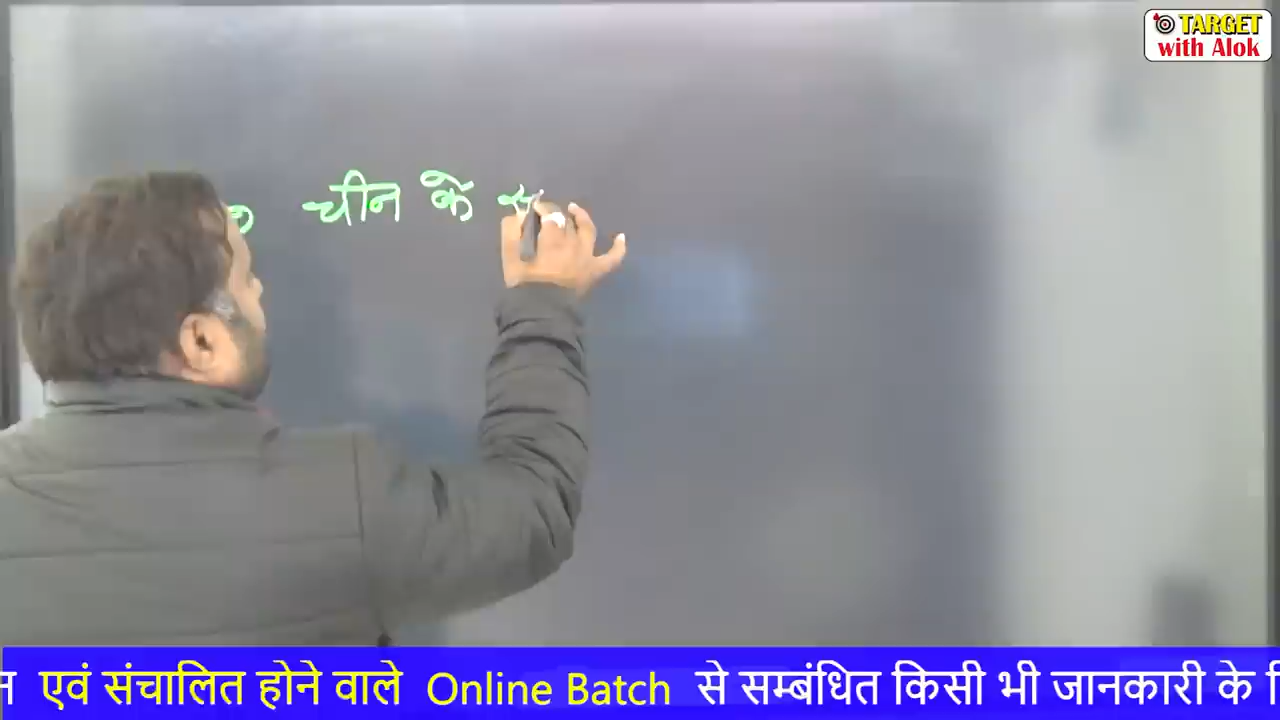 TARGET
with Alok
चीन के
एवं संचालित होने वाले Online Batch से सम्बंधित किसी भी जानकारी के